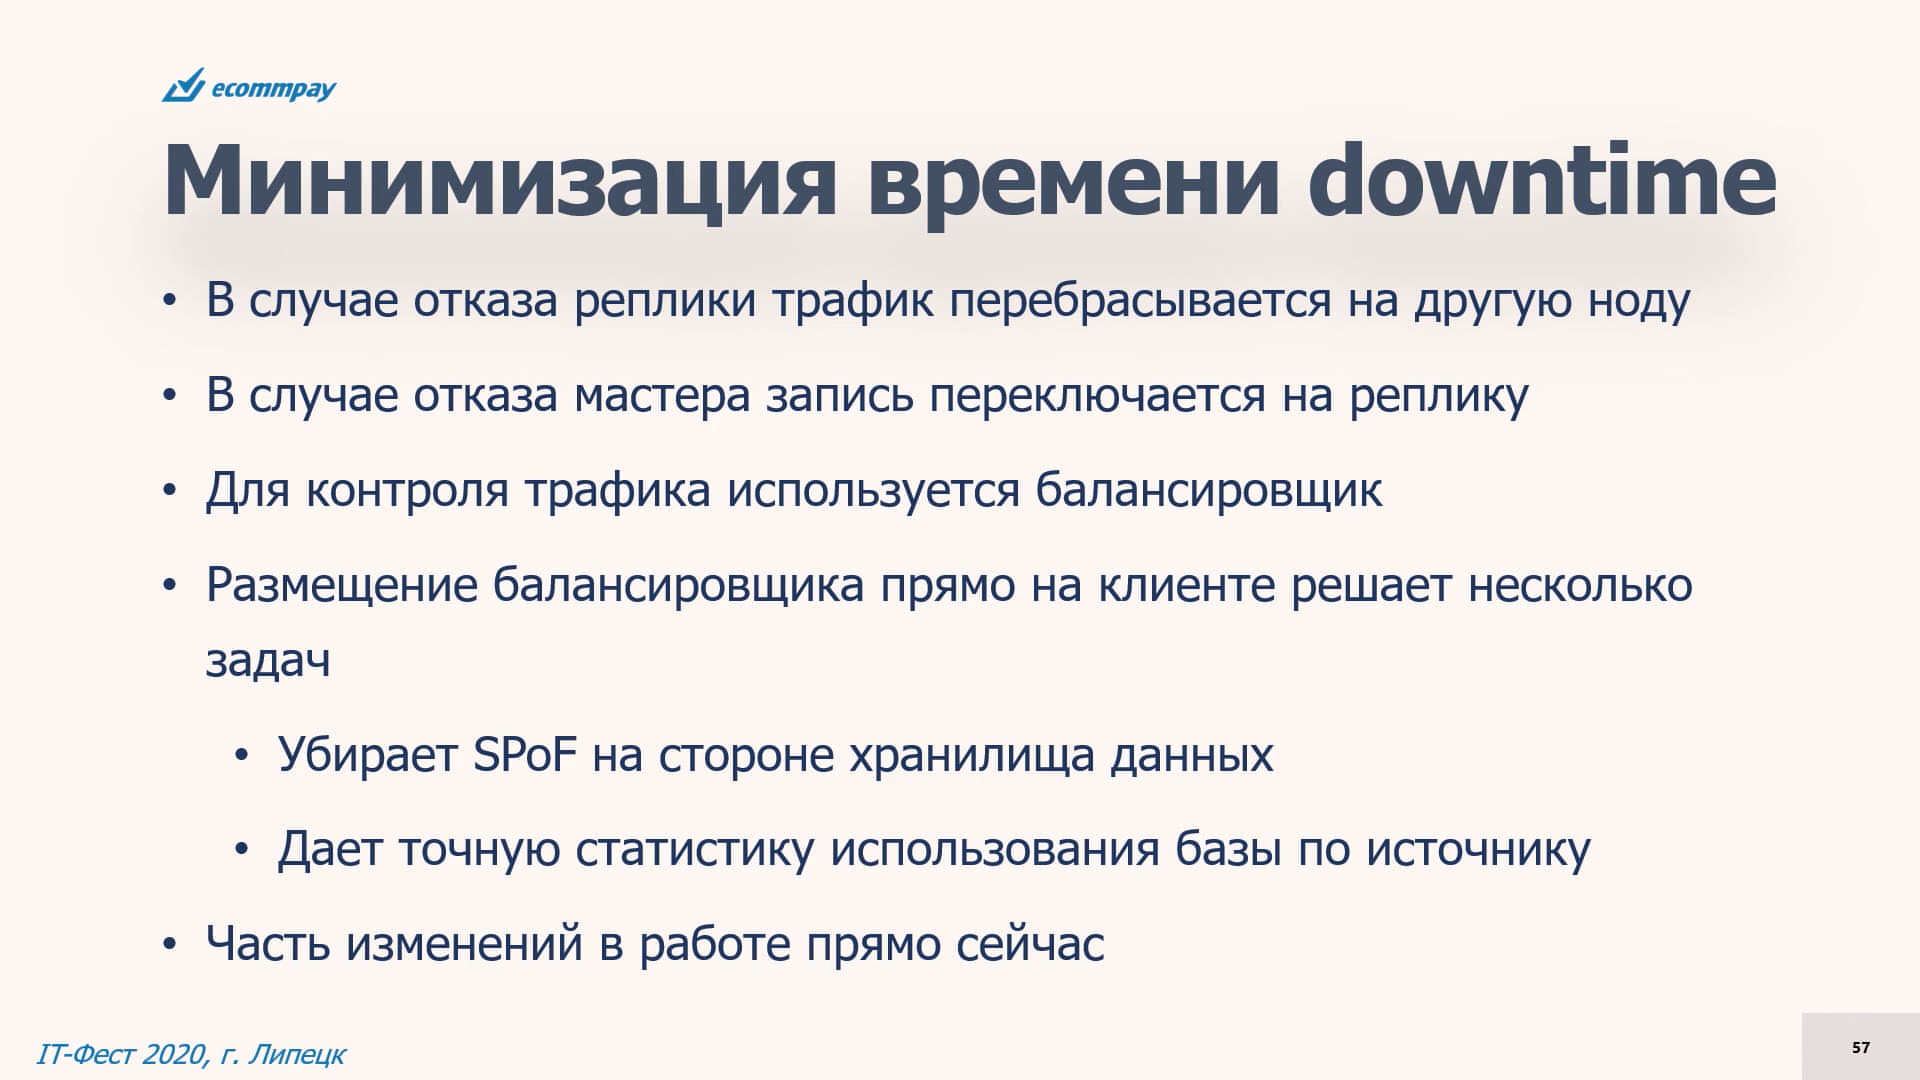 ecommpay
Минимизация времени downtime
• В случае отказа реплики трафик перебрасывается на другую ноду
• В случае отказа мастера запись переключается на реплику
• Для контроля трафика используется балансировщик
• Размещение балансировщика прямо на клиенте решает несколько
задач
• Убирает SPoF на стороне хранилища данных
• Дает точную статистику использования базы по источнику
• Часть изменений в работе прямо сейчас
IT-Фест 2020, г. Липецк
57